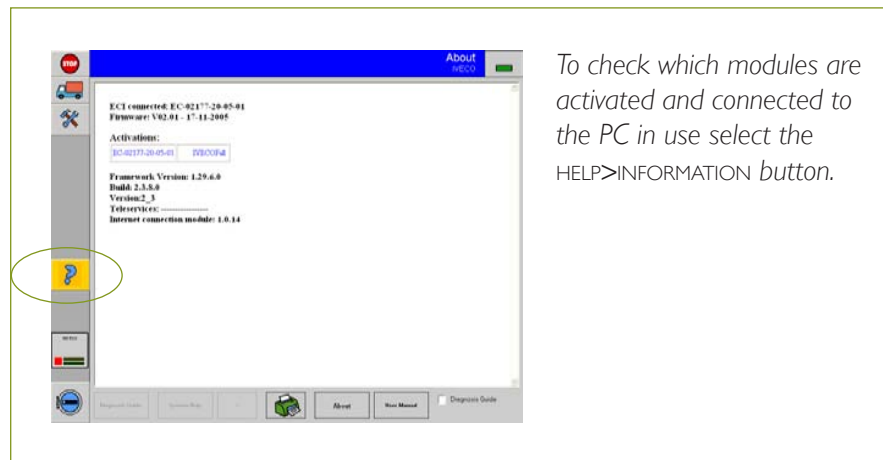 STOP
About
IVECO
ECI connected: EC-02177-20-05-01
Firmware: V02.01 - 17-11-2005
Activations:
EC-02177-20-05-01 IVECOFull
Framework Version: 1.29.6.0
Build: 2.3.8.0
Version:2_3
Teleservices: ----------------
Internet connection module: 1.0.14
About
User Manual
Diagnosis Guide
To check which modules are
activated and connected to
the PC in use select the
HELP>INFORMATION button.